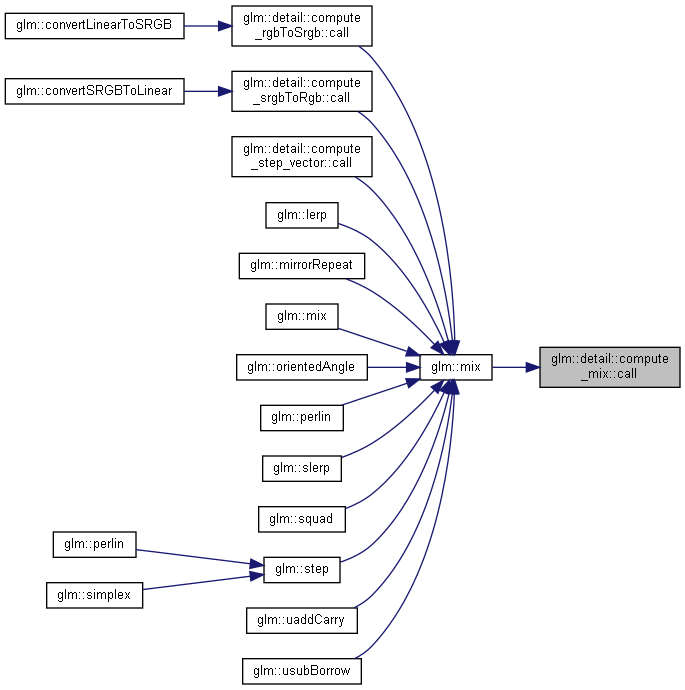 glm::convertLinearToSRGB
glm::detail::compute
_rgbToSrgb::call
glm::convertSRGBToLinear
glm::detail::compute
_srgbToRgb::call
glm::detail::compute
_step_vector::call
glm::lerp
glm::mirrorRepeat
glm::mix
glm::orientedAngle
glm::mix
glm::detail::compute
_mix::call
glm::perlin
glm::slerp
glm::squad
glm::perlin
glm::step
glm::simplex
glm::uaddCarry
glm::usubBorrow